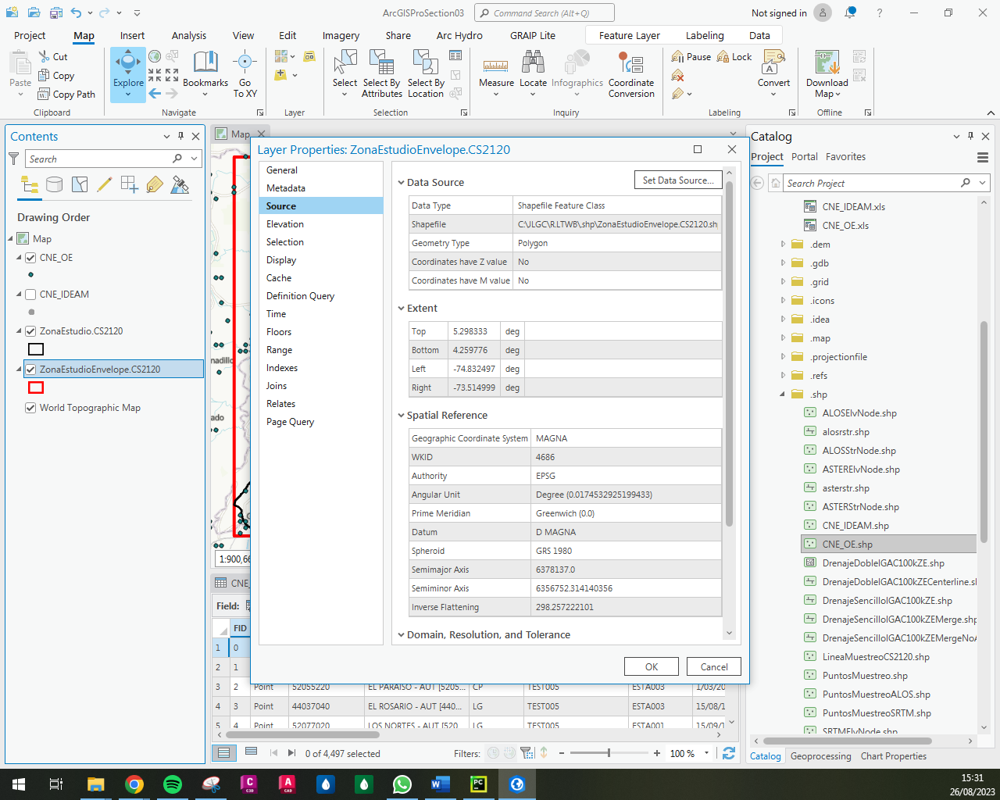 ArcGISProSection03
Command Search (Alt+Q)
Not signed in
?
Project
Map
Insert
Analysis
View
Edit
Imagery
Share
Arc Hydro
GRAIP Lite
Feature Layer
Labeling
Data
Paste
Cut
Copy
Copy Path
Clipboard
Explore
Bookmarks
Go To XY
Navigate
Layer
Select
Select By Attributes
Select By Location
Selection
Measure
Locate
Infographics
Coordinate Conversion
Inquiry
Pause
Lock
Convert
Labeling
Download Map
Offline
Contents
Search
Drawing Order
Map
CNE_OE
CNE_IDEAM
ZonaEstudio.CS2120
ZonaEstudioEnvelope.CS2120
World Topographic Map
Map
nadillo
ado
1:900,66
CNE_
Field:
FID
1 0
2 1
3 2 Point 52055220 EL PARAISO - AUT [5205... CP TEST005 ESTA003 1/03/20
4 3 Point 44037040 EL ROSARIO - AUT [440... LG TEST005 ESTA003 15/08/1
5 4 Point 52077020 LOS NORTES - AUT [520 LG TEST005 ESTA001 15/09/1
0 of 4,497 selected
Filters:
100 %
Layer Properties: ZonaEstudioEnvelope.CS2120
General
Metadata
Source
Elevation
Selection
Display
Cache
Definition Query
Time
Floors
Range
Indexes
Joins
Relates
Page Query
Data Source
Set Data Source...
Data Type Shapefile Feature Class
Shapefile C:\JLGC\R.LTWB\.shp\ZonaEstudioEnvelope.CS2120.sh
Geometry Type Polygon
Coordinates have Z value No
Coordinates have M value No
Extent
Top 5.298333 deg
Bottom 4.259776 deg
Left -74.832497 deg
Right -73.514999 deg
Spatial Reference
Geographic Coordinate System MAGNA
WKID 4686
Authority EPSG
Angular Unit Degree (0.0174532925199433)
Prime Meridian Greenwich (0.0)
Datum D MAGNA
Spheroid GRS 1980
Semimajor Axis 6378137.0
Semiminor Axis 6356752.314140356
Inverse Flattening 298.257222101
Domain, Resolution, and Tolerance
OK
Cancel
Catalog
Project
Portal
Favorites
Search Project
CNE_IDEAM.xls
CNE_OE.xls
.dem
.gdb
.grid
.icons
.idea
.map
.projectionfile
.refs
.shp
ALOSElvNode.shp
alosrstr.shp
ALOSStrNode.shp
ASTERElvNode.shp
asterstr.shp
ASTERStrNode.shp
CNE_IDEAM.shp
CNE_OE.shp
DrenajeDobleIGAC100kZE.shp
DrenajeDobleIGAC100kZECenterline.sl
DrenajeSencilloIGAC100kZE.shp
DrenajeSencilloIGAC100kZEMerge.shp
DrenajeSencilloIGAC100kZEMergeNoA
LineaMuestreoCS2120.shp
PuntosMuestreo.shp
PuntosMuestreoALOS.shp
PuntosMuestreoSRTM.shp
SRTMElvNode.shp
Catalog
Geoprocessing
Chart Properties
15:31
26/08/2023